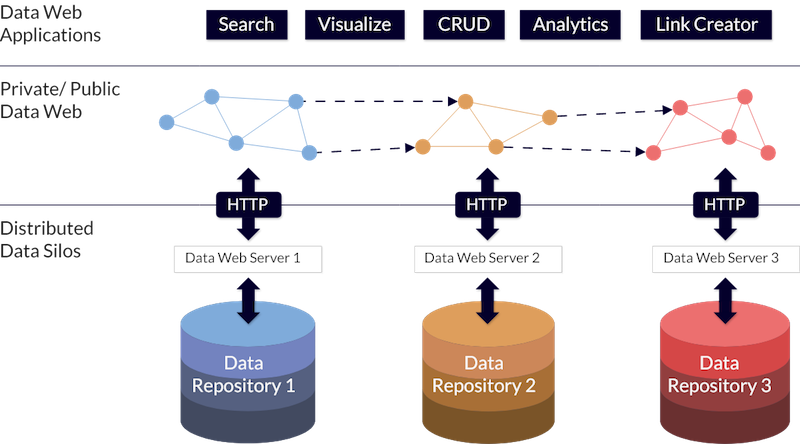 Data Web
Applications
Search
Visualize
CRUD
Analytics
Link Creator
Private/ Public
Data Web
HTTP
HTTP
HTTP
Distributed
Data Silos
Data Web Server 1
Data Web Server 2
Data Web Server 3
Data
Repository 1
Data
Repository 2
Data
Repository 3